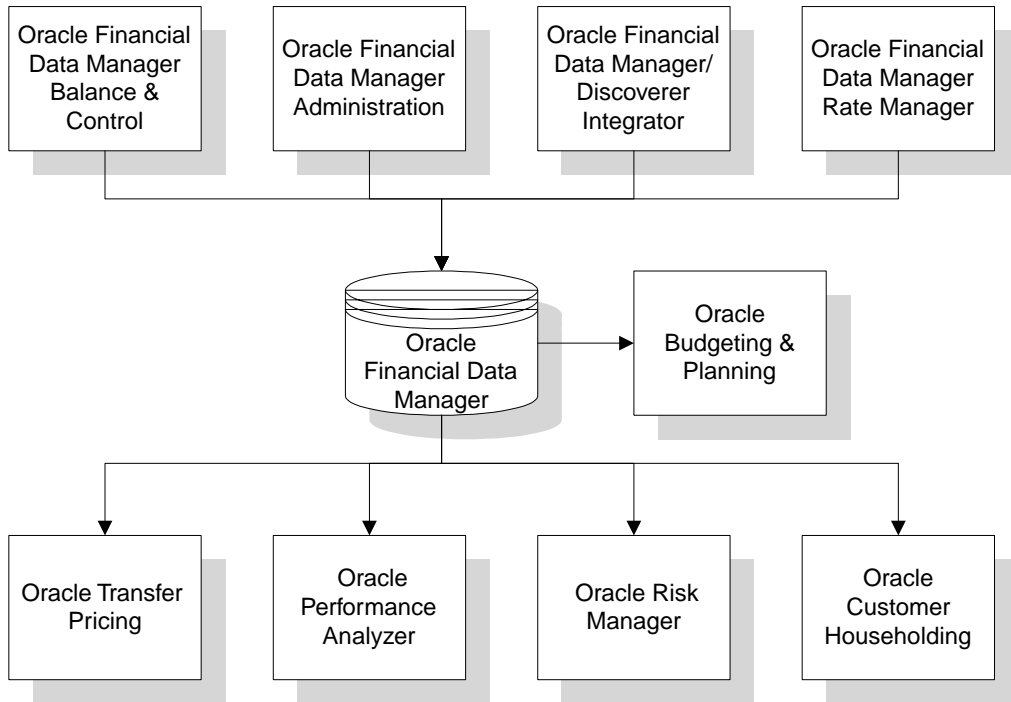 Oracle Financial
Data Manager
Balance &
Control
Oracle Financial
Data Manager
Administration
Oracle Financial
Data Manager/
Discoverer
Integrator
Oracle Financial
Data Manager
Rate Manager
Oracle
Financial Data
Manager
Oracle
Budgeting &
Planning
Oracle Transfer
Pricing
Oracle
Performance
Analyzer
Oracle Risk
Manager
Oracle
Customer
Householding